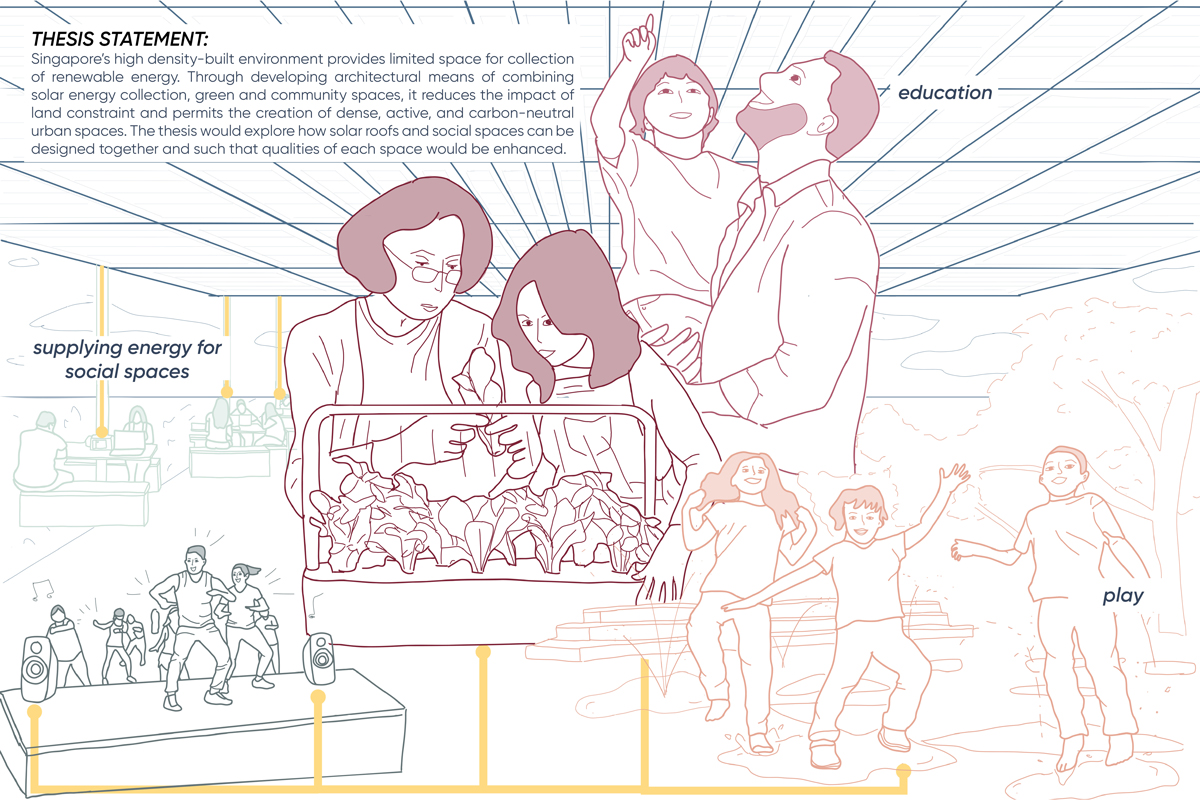 THESIS STATEMENT:
Singapore's high density-built environment provides limited space for collection
of renewable energy. Through developing architectural means of combining
solar energy collection, green and community spaces, it reduces the impact of
land constraint and permits the creation of dense, active, and carbon-neutral
urban spaces. The thesis would explore how solar roofs and social spaces can be
designed together and such that qualities of each space would be enhanced.
education
supplying energy for
social spaces
play